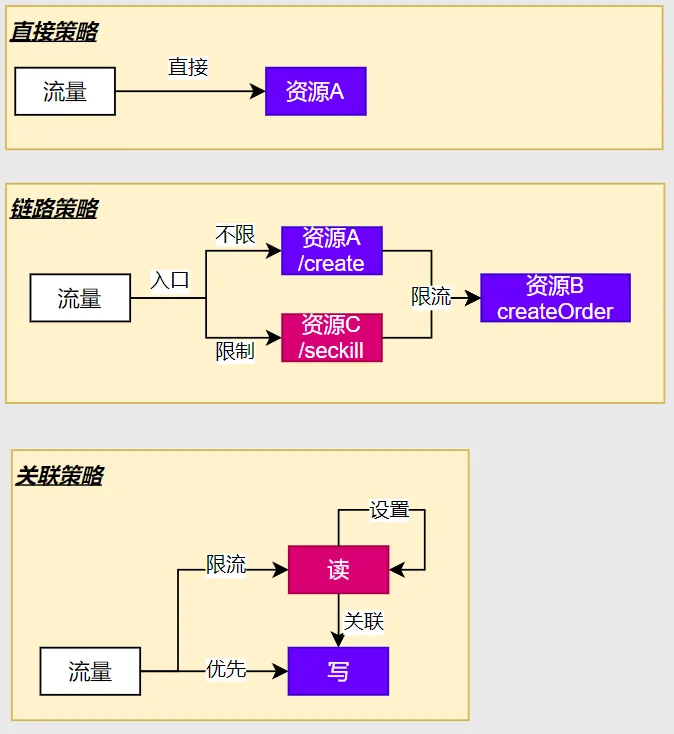 直接策略
流量
直接
资源A
链路策略
流量
入口
不限
限制
资源A
/create
资源C
/seckill
限流
资源B
createOrder
关联策略
设置
限流
读
关联
流量
优先
写